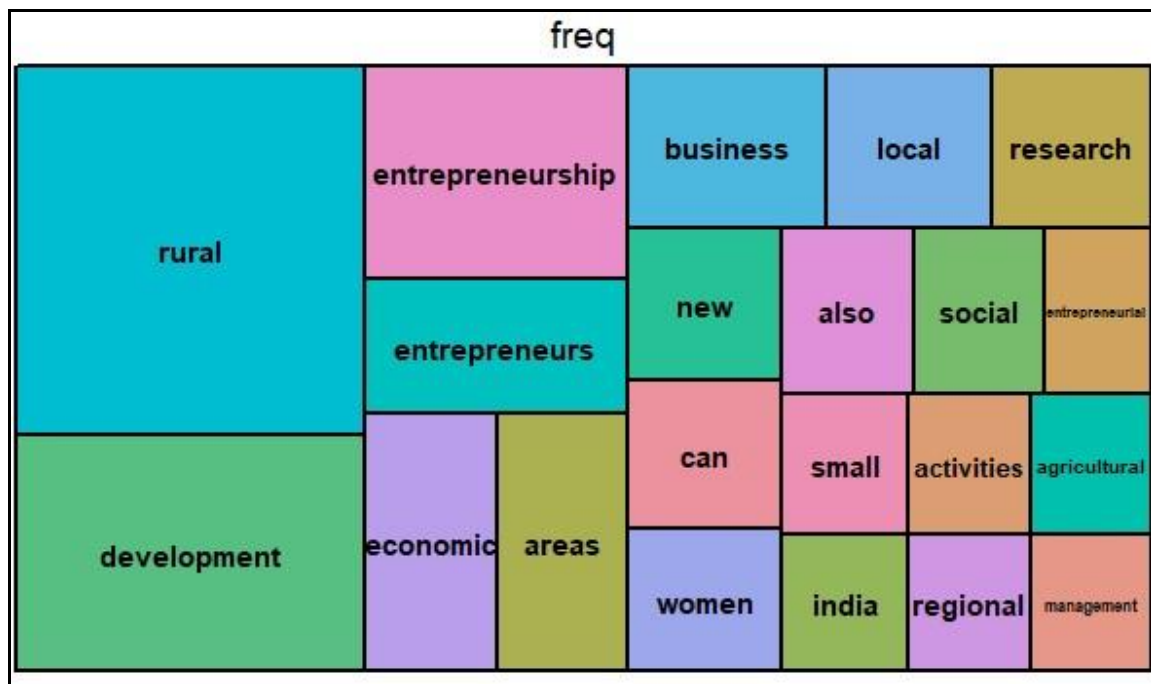 freq
rural
development
entrepreneurship
entrepreneurs
economic
areas
business
local
research
new
also
social
entrepreneurial
can
small
activities
agricultural
women
india
regional
management